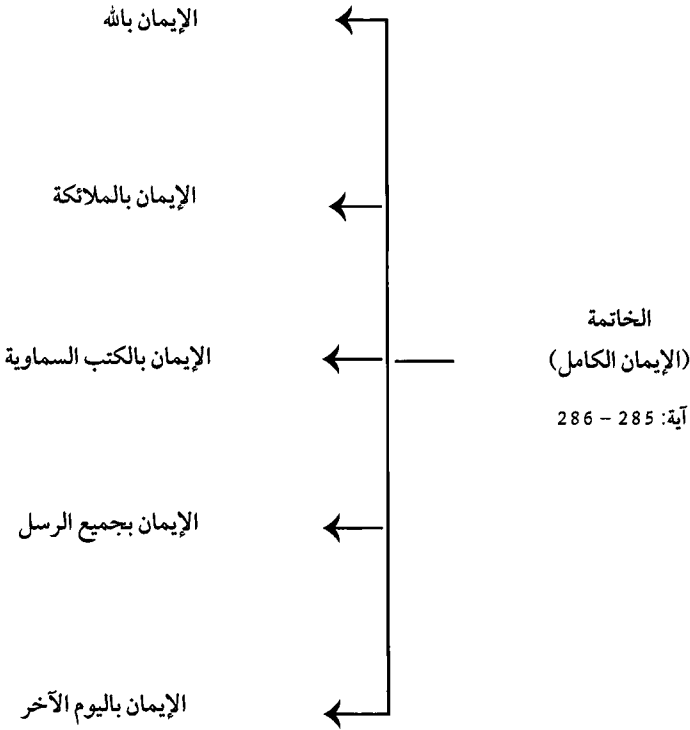 الخاتمة
(الإيمان الكامل)
آية: 285 – 286
الإيمان بالله
الإيمان بالملائكة
الإيمان بالكتب السماوية
الإيمان بجميع الرسل
الإيمان باليوم الآخر